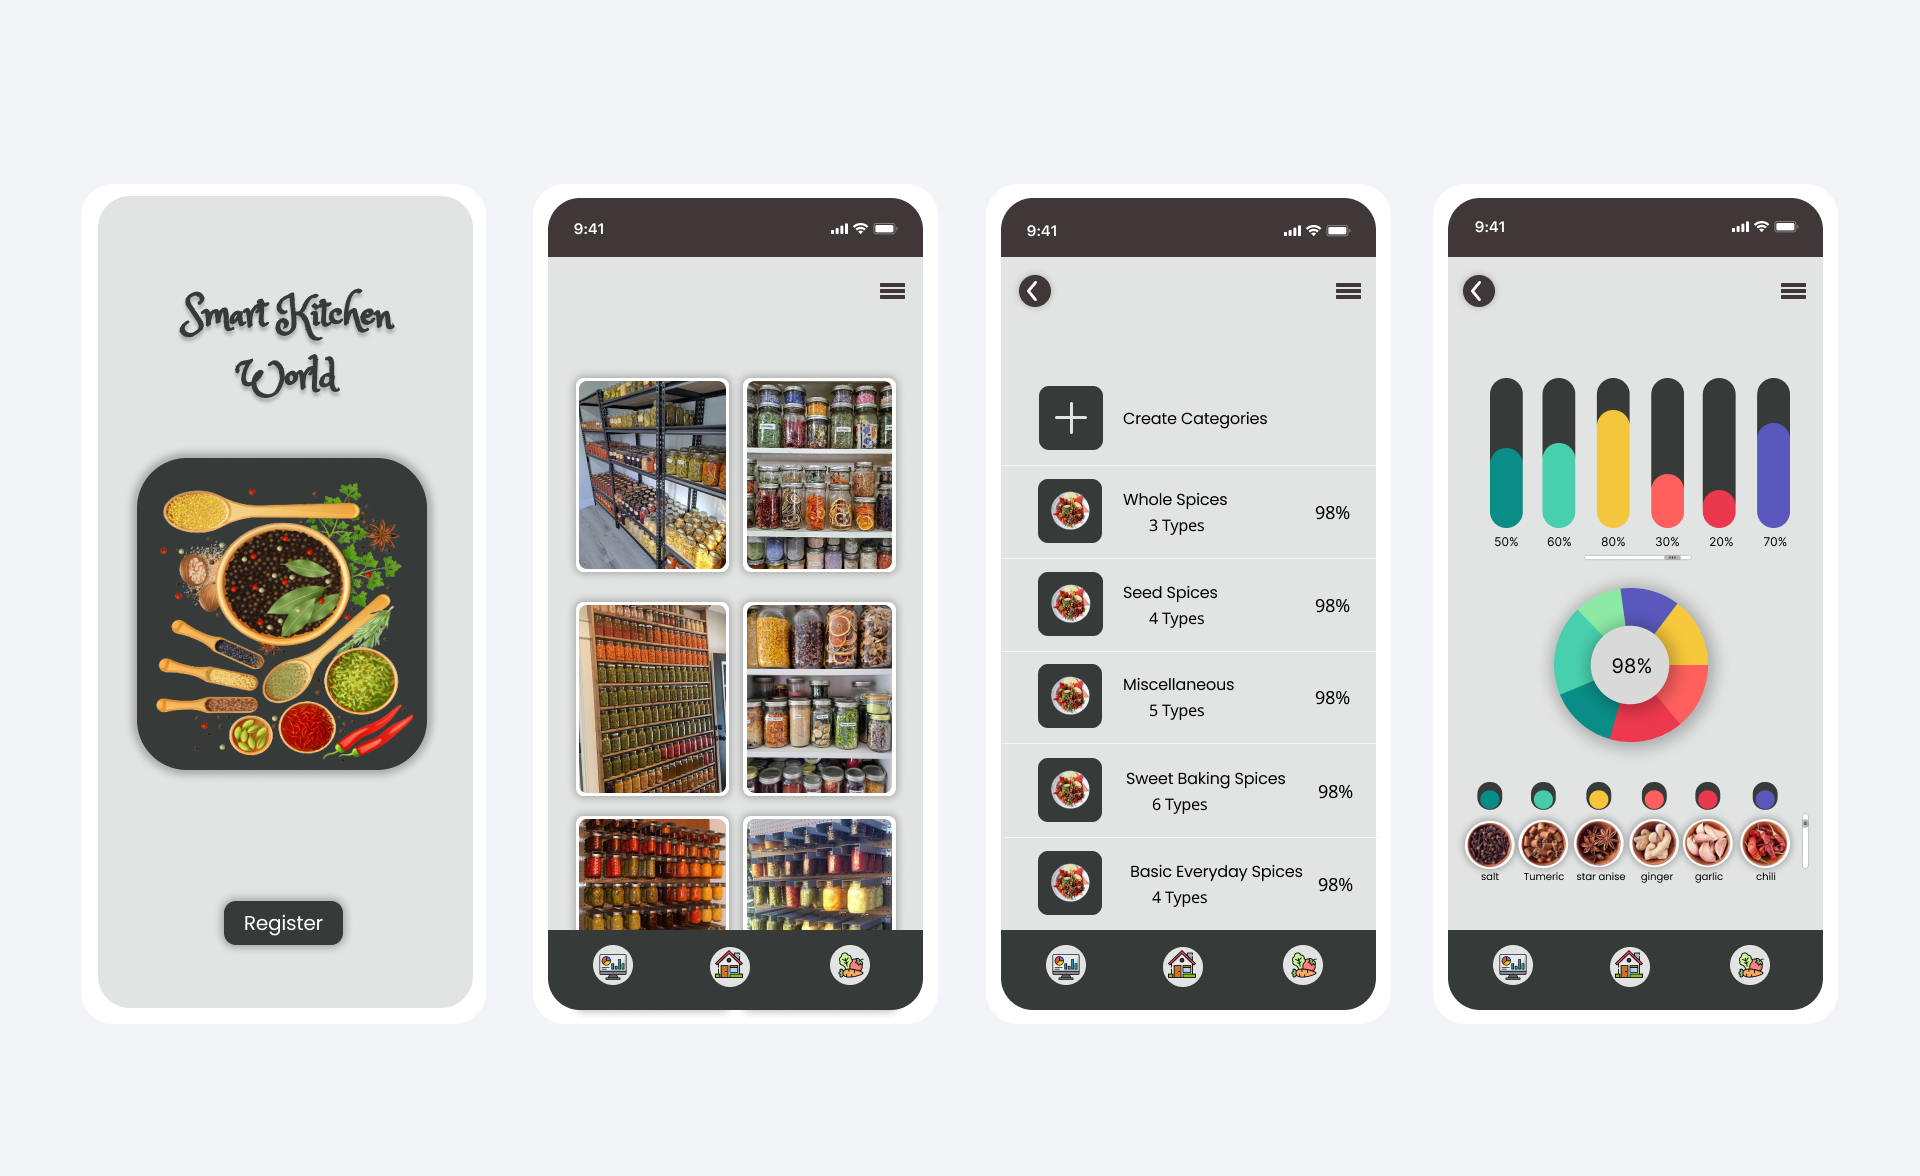 Smart Kitchen
World
Register
9:41
9:41
Create Categories
Whole Spices
3 Types
98%
Seed Spices
4 Types
98%
Miscellaneous
5 Types
98%
Sweet Baking Spices
6 Types
98%
Basic Everyday Spices
4 Types
98%
9:41
50% 60% 80% 30% 20% 70%
98%
salt Tumeric star anise ginger garlic chili